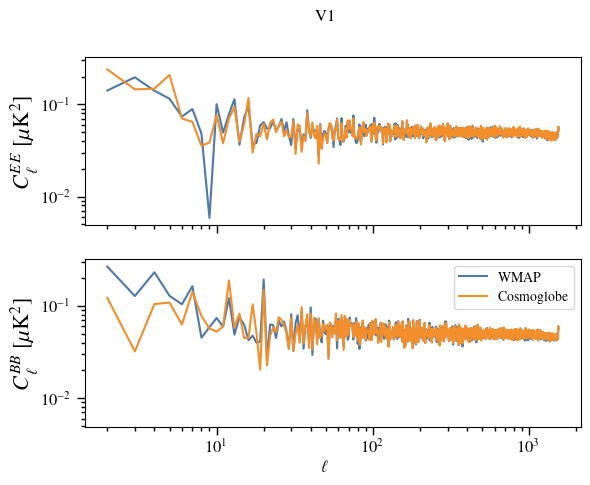 V1
$C_\ell^{EE}$ [$\mu$K$^2$]
10$^{-1}$
10$^{-2}$
$C_\ell^{BB}$ [$\mu$K$^2$]
10$^{-1}$
10$^{-2}$
WMAP
Cosmoglobe
10$^1$
10$^2$
10$^3$
$\ell$